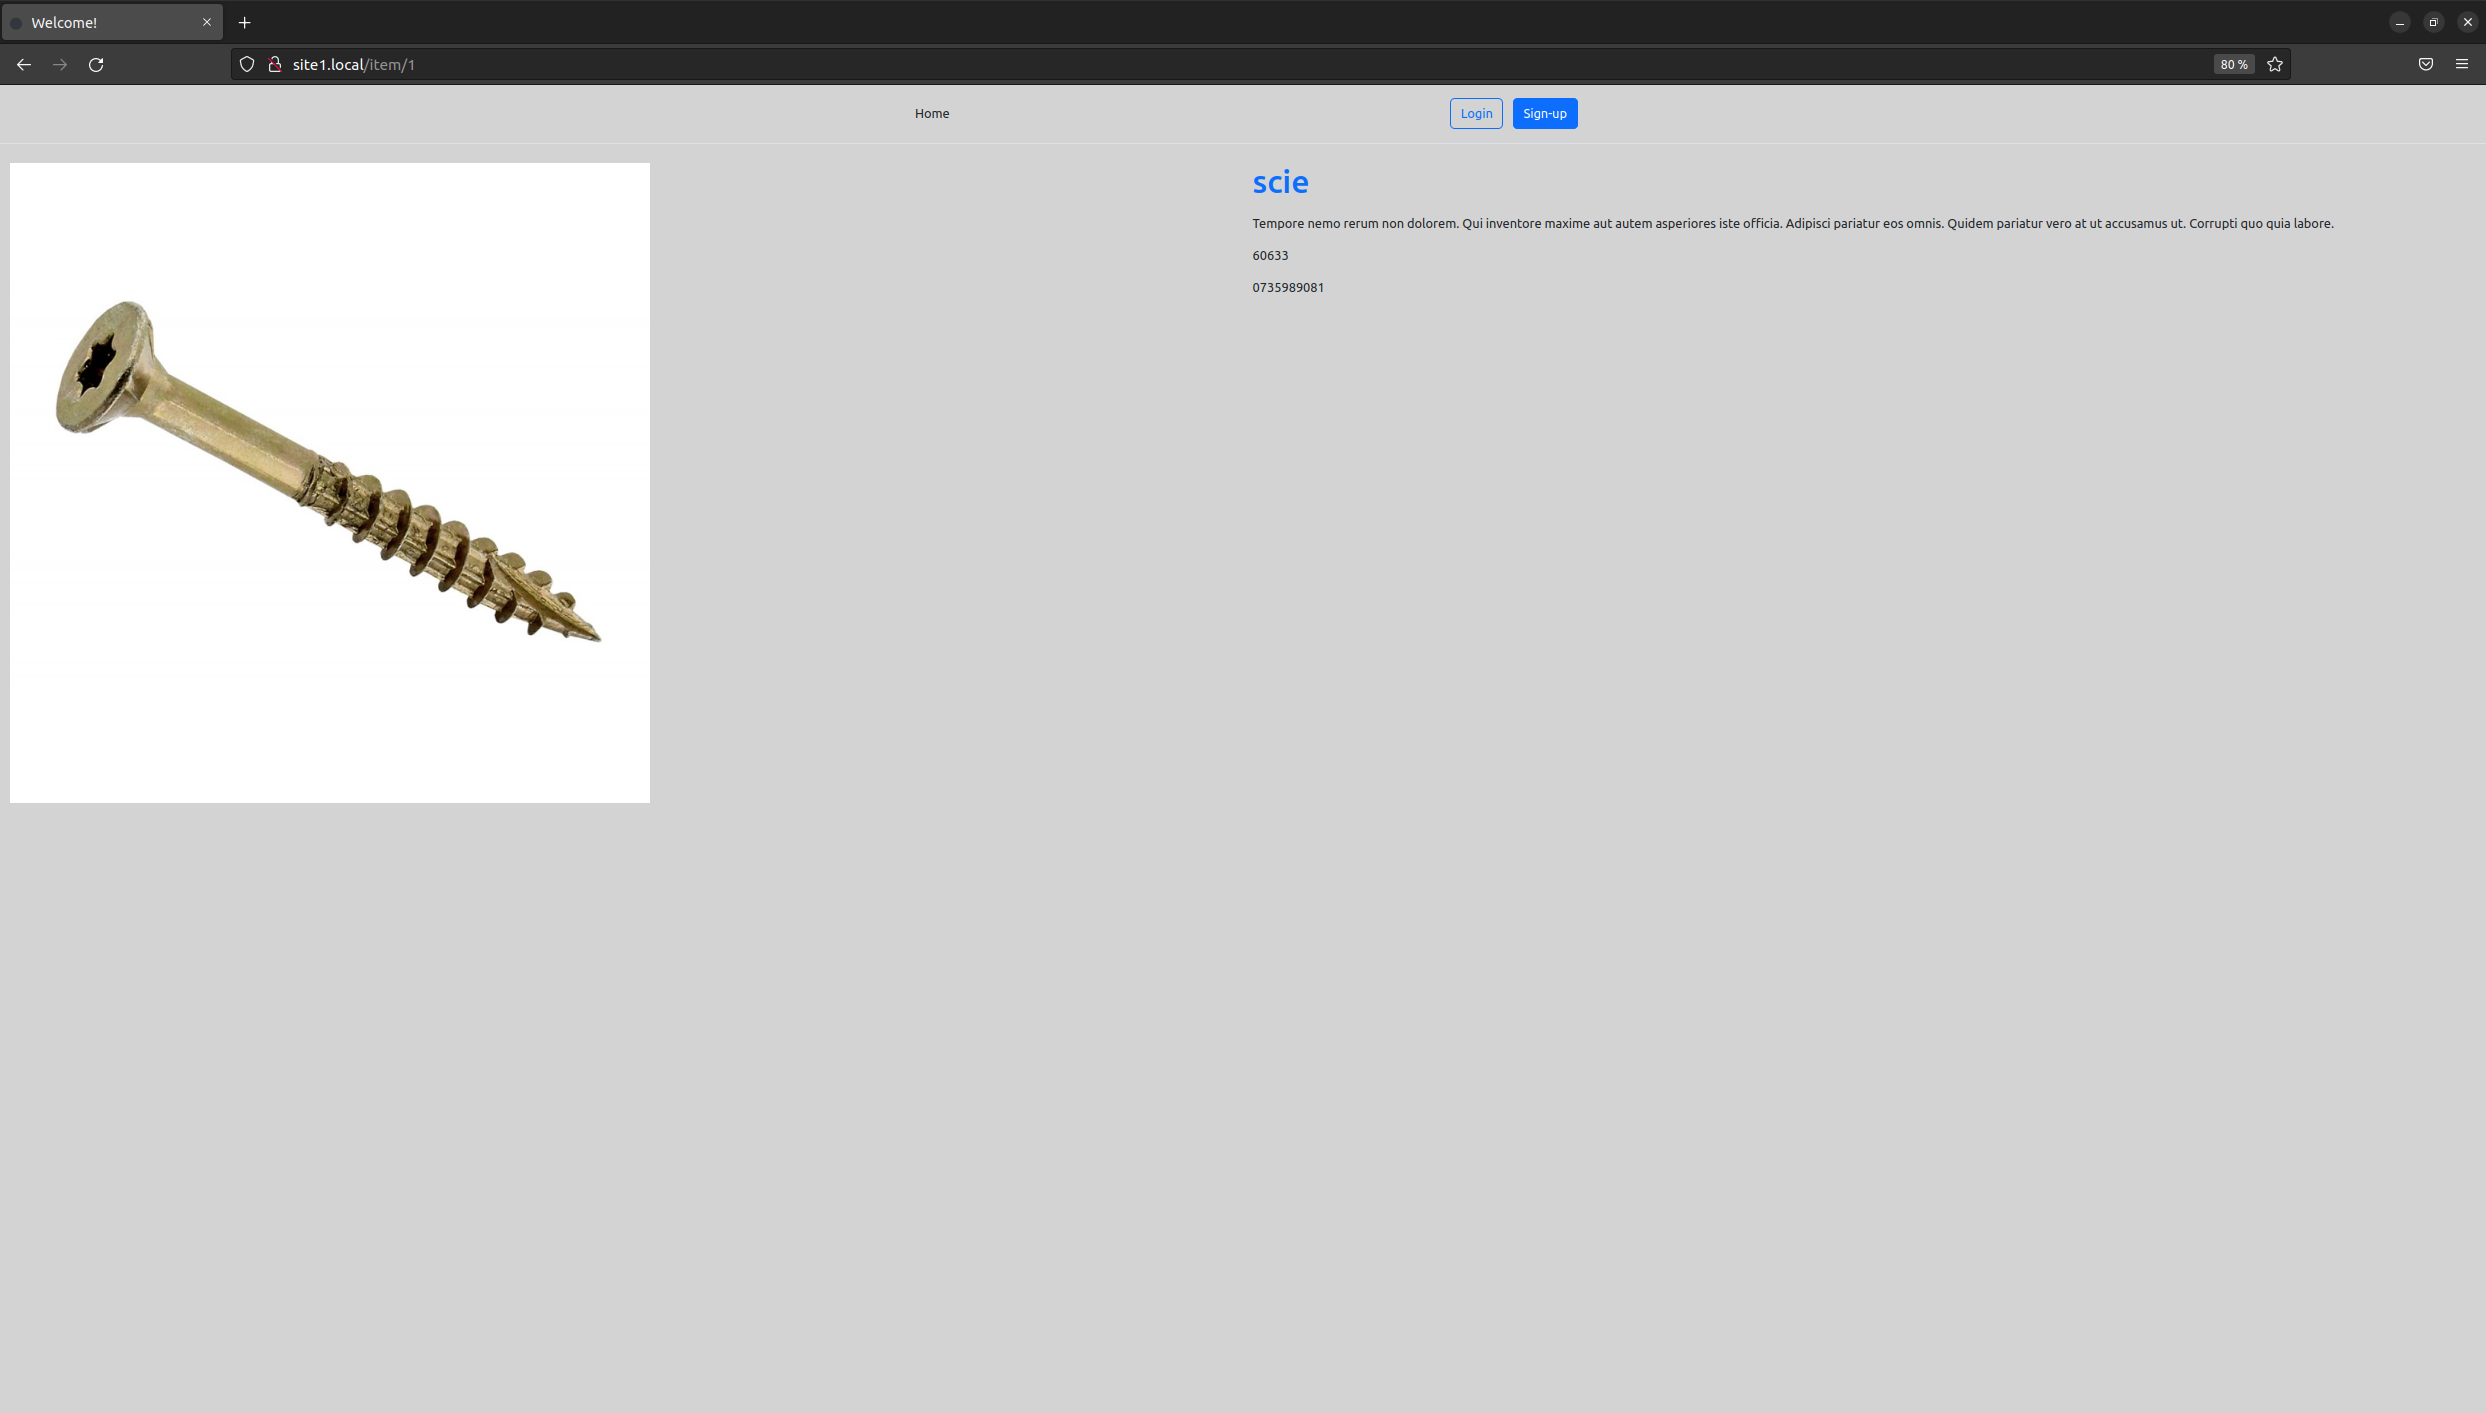 Welcome!
site1.local/item/1
80 %
Home
Login
Sign-up
scie
Tempore nemo rerum non dolorem. Qui inventore maxime aut autem asperiores iste officia. Adipisci pariatur eos omnis. Quidem pariatur vero at ut accusamus ut. Corrupti quo quia labore.
60633
0735989081